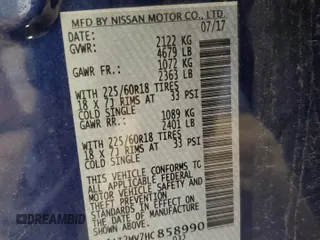 MFD BY NISSAN MOTOR CO., LTD.
DATE: 07/17
GVWR: 2122 KG
4679 LB
GAWR FR.: 1072 KG
2363 LB
WITH 225/60R18 TIRES
18 X 7J RIMS AT 33 PSI
COLD SINGLE
GAWR RR.: 1089 KG
2401 LB
WITH 225/60R18 TIRES
18 X 7J RIMS AT 33 PSI
COLD SINGLE
THIS VEHICLE CONFORMS TO ALL
APPLICABLE FEDERAL
MOTOR VEHICLE SAFETY AND
THEFT
IN EFFECT ON
THE DATE OF MANUFACTURE
SHOWN ABOVE.
858990
DREAMBID